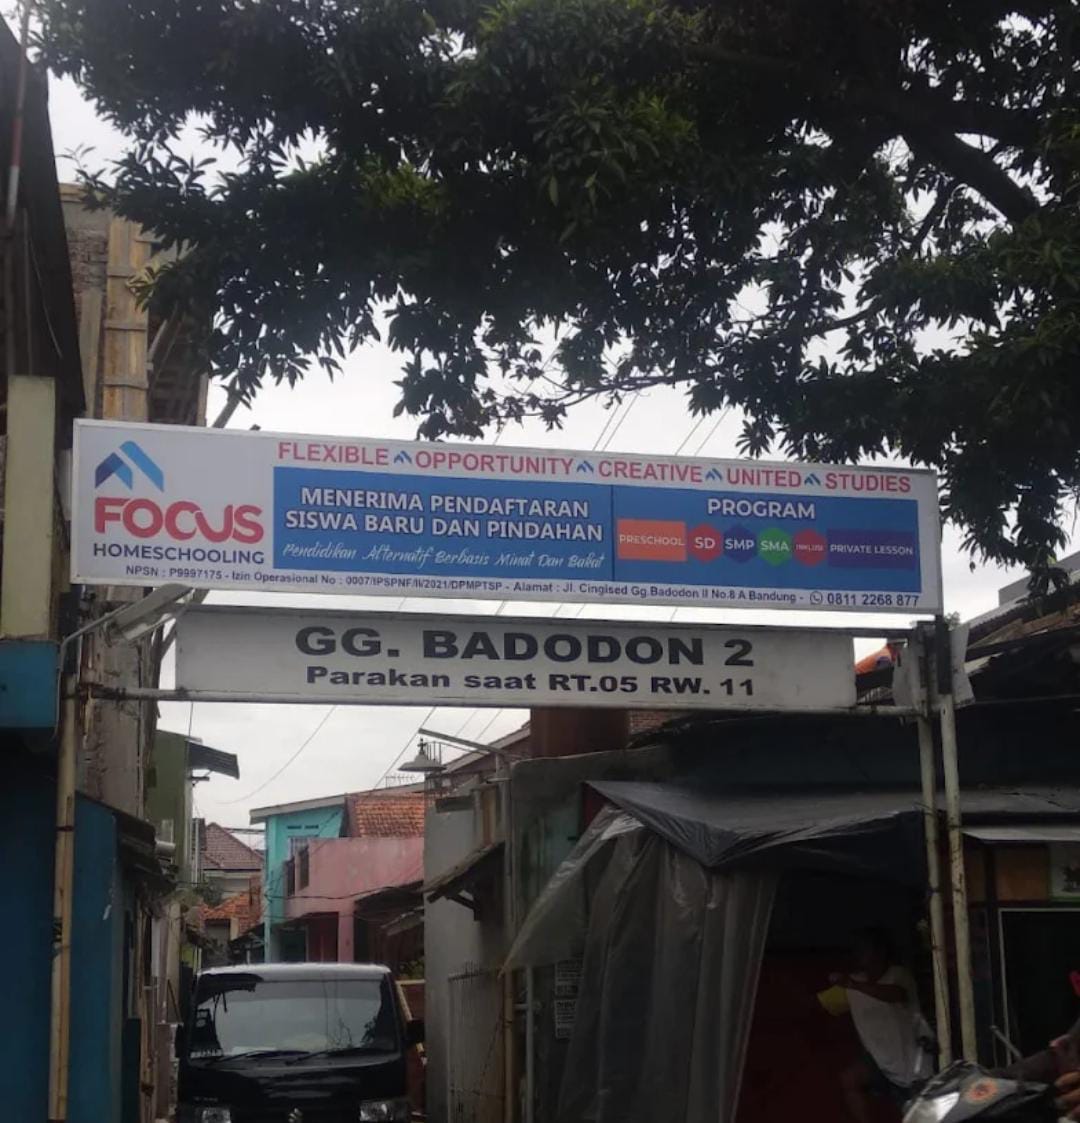 FLEXIBLE OPPORTUNITY CREATIVE UNITED STUDIES
FOCUS
HOMESCHOOLING
MENERIMA PENDAFTARAN
SISWA BARU DAN PINDAHAN
Pendidikan Alternatif Berbasis Minat Dan Bakat
PROGRAM
PRESCHOOL SD SMP SMA INKLUSI PRIVATE LESSON
NPSN : P9997175 - Izin Operasional No : 0007/IPSPNF/II/2021/DPMPTSP - Alamat : Jl. Cingised Gg.Badodon II No.8 A Bandung - 0811 2268 877
GG. BADODON 2
Parakan saat RT.05 RW. 11